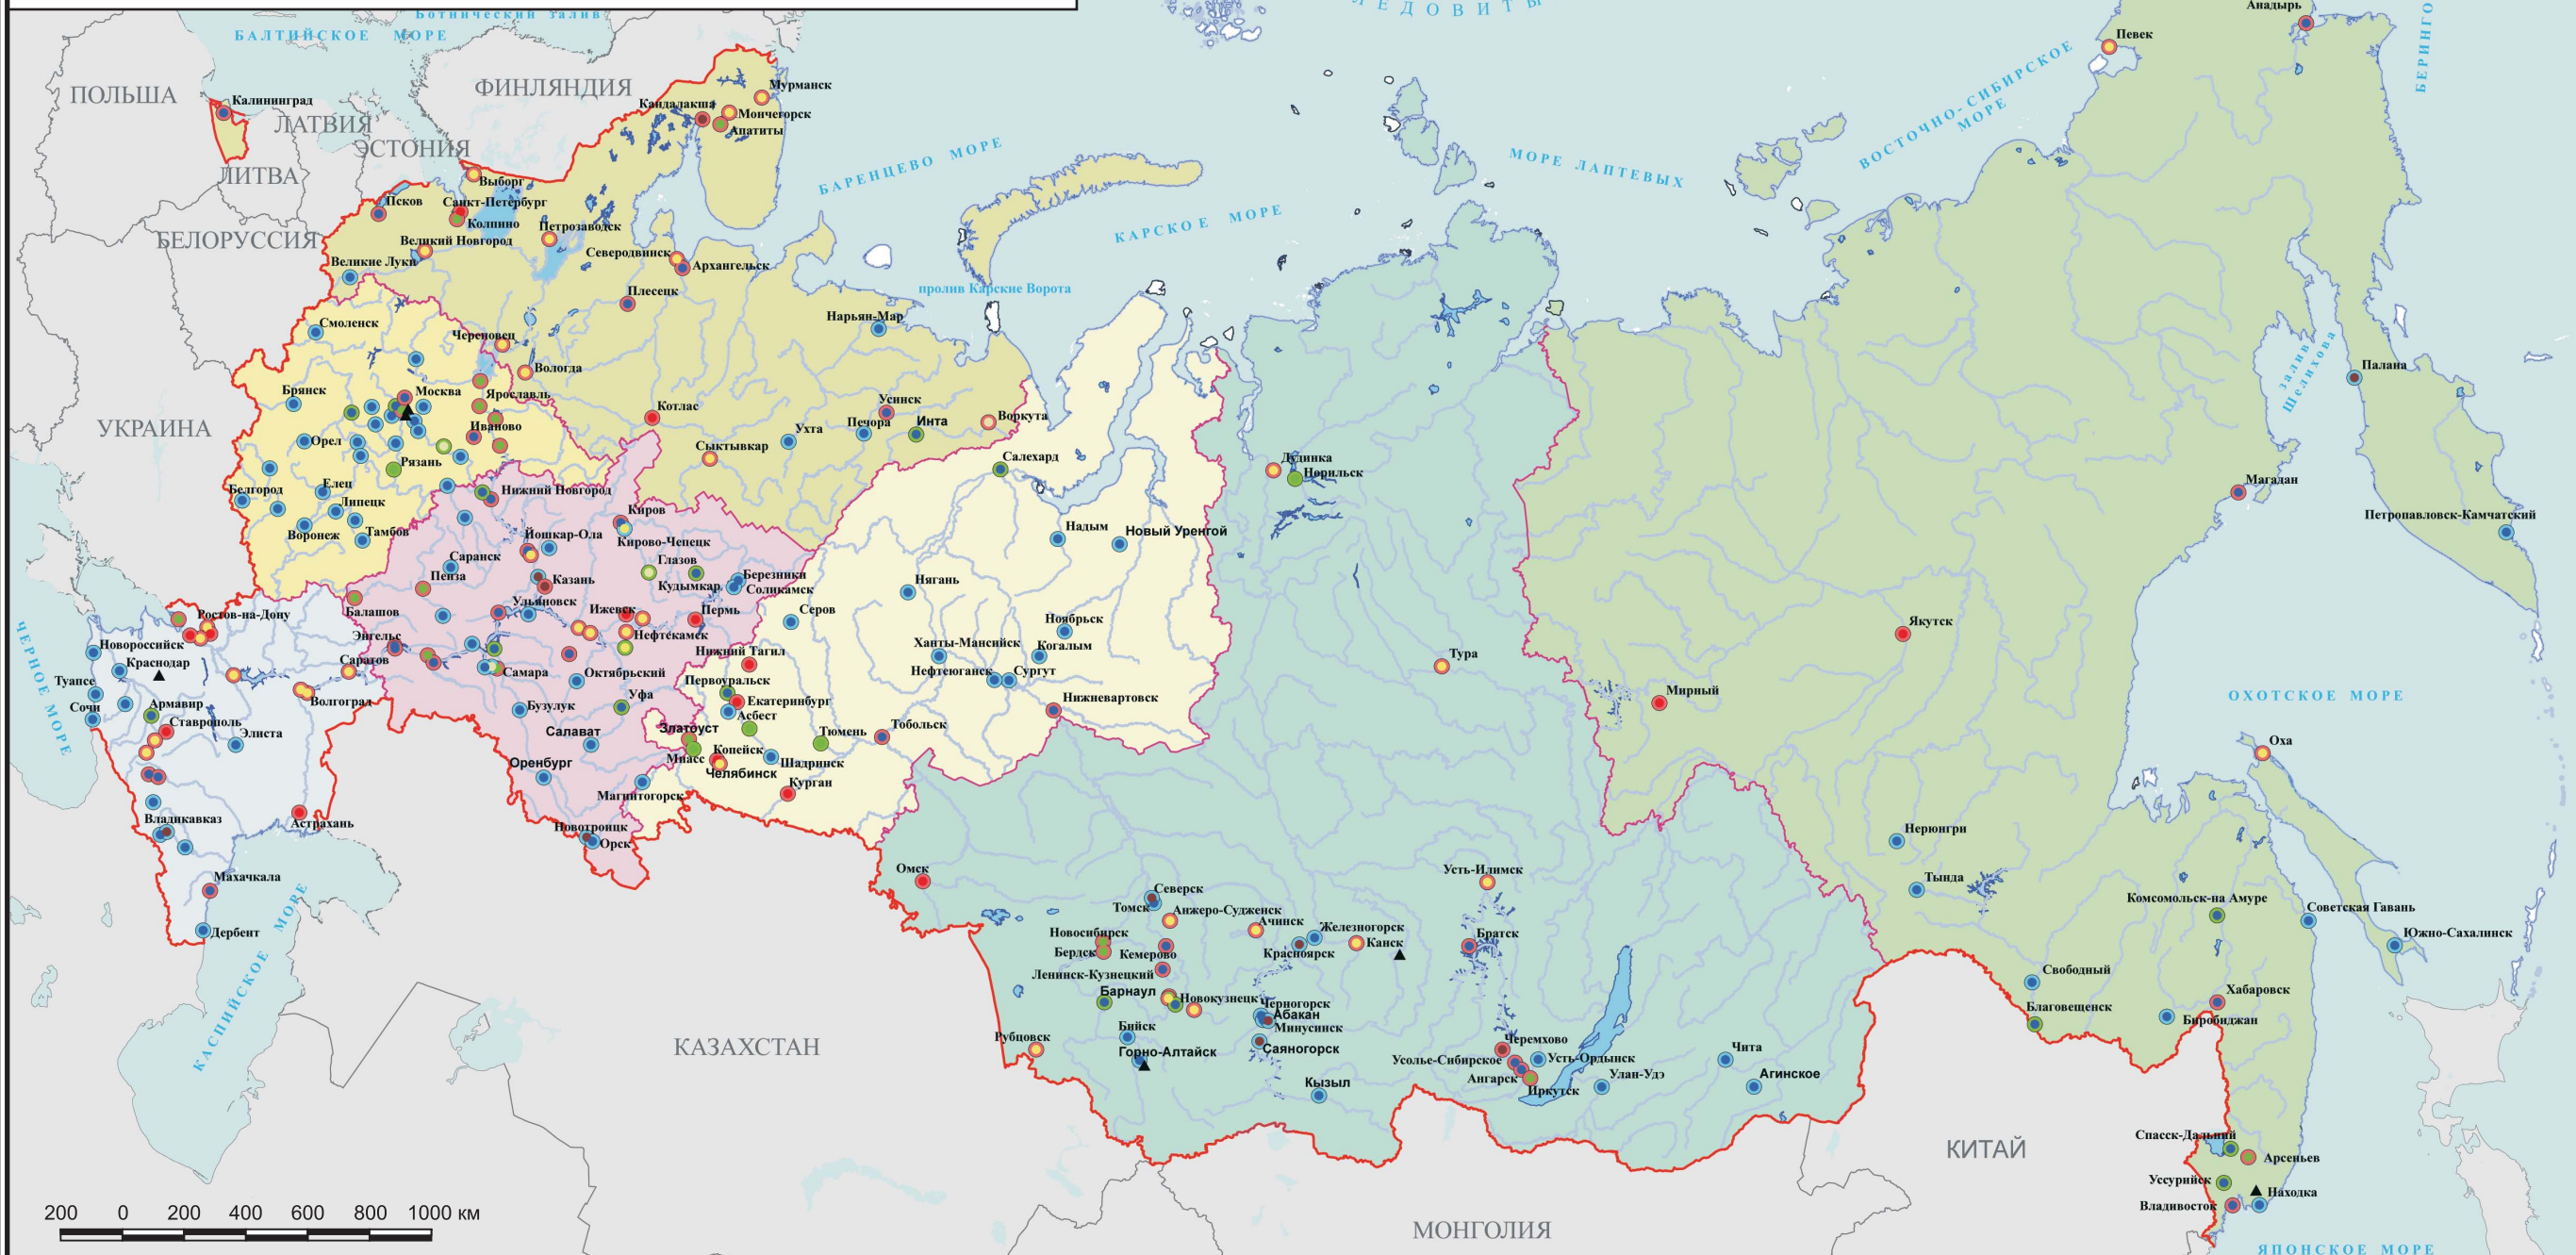 Ботнический залив
БАЛТИЙСКОЕ МОРЕ
ЛЕДОВИТЫ
Анадырь
Певек
БЕРИНГО
ВОСТОЧНО-СИБИРСКОЕ
МОРЕ
ПОЛЬША
ФИНЛЯНДИЯ
Мурманск
Калининград
Кандалакша
Мончегорск
Апатиты
ЛАТВИЯ
ЭСТОНИЯ
ЛИТВА
БАРЕНЦЕВО МОРЕ
МОРЕ ЛАПТЕВЫХ
КАРСКОЕ МОРЕ
Выборг
Псков
Санкт-Петербург
Колпино
БЕЛОРУССИЯ
Великий Новгород
Петрозаводск
Великие Луки
Северодвинск
Архангельск
Плесецк
пролив Карские Ворота
Нарьян-Мар
Смоленск
Череповец
Вологда
залив
Шелихова
Палана
Брянск
Москва
Ярославль
Котлас
Усинск
Воркута
УКРАИНА
Иваново
Печора
Инта
Ухта
Орел
Сыктывкар
Рязань
Салехард
Дудинка
Норильск
Магадан
Белгород
Елец
Липецк
Нижний Новгород
Воронеж
Тамбов
Киров
Кирово-Чепецк
Йошкар-Ола
Надым
Новый Уренгой
Петропавловск-Камчатский
Саранск
Глазов
Пенза
Казань
Кудымкар
Березники
Соликамск
Нягань
Балашов
Ульяновск
Ижевск
Пермь
Серов
Ростов-на-Дону
Ноябрьск
Якутск
ЧЕРНОЕ МОРЕ
Новороссийск
Энгельс
Нефтекамск
Нижний Тагил
Ханты-Мансийск
Когалым
Тура
Краснодар
Саратов
Самара
Октябрьский
Первоуральск
Нефтеюганск
Сургут
Туапсе
Волгоград
Уфа
Екатеринбург
Нижневартовск
Мирный
ОХОТСКОЕ МОРЕ
Сочи
Армавир
Бузулук
Асбест
Ставрополь
Элиста
Салават
Златоуст
Тюмень
Тобольск
Оха
Оренбург
Миасс
Копейск
Челябинск
Шадринск
Курган
Магнитогорск
Владикавказ
Астрахань
Новотроицк
Орск
Нерюнгри
Махачкала
Омск
Усть-Илимск
Тында
Дербент
Северск
Томск
Анжеро-Судженск
Ачинск
Железногорск
Братск
Комсомольск-на Амуре
Советская Гавань
Южно-Сахалинск
Новосибирск
Бердск
Кемерово
Красноярск
Канск
Ленинск-Кузнецкий
Свободный
КАСПИЙСКОЕ МОРЕ
Барнаул
Новокузнецк
Черногорск
Абакан
Минусинск
Хабаровск
Благовещенск
Биробиджан
Рубцовск
Бийск
Саяногорск
Черемхово
КАЗАХСТАН
Горно-Алтайск
Усолье-Сибирское
Усть-Ордынск
Чита
Ангарск
Иркутск
Улан-Удэ
Агинское
Кызыл
КИТАЙ
Спасск-Дальний
Арсеньев
Уссурийск
Находка
Владивосток
200 0 200 400 600 800 1000 км
МОНГОЛИЯ
ЯПОНСКОЕ МОРЕ